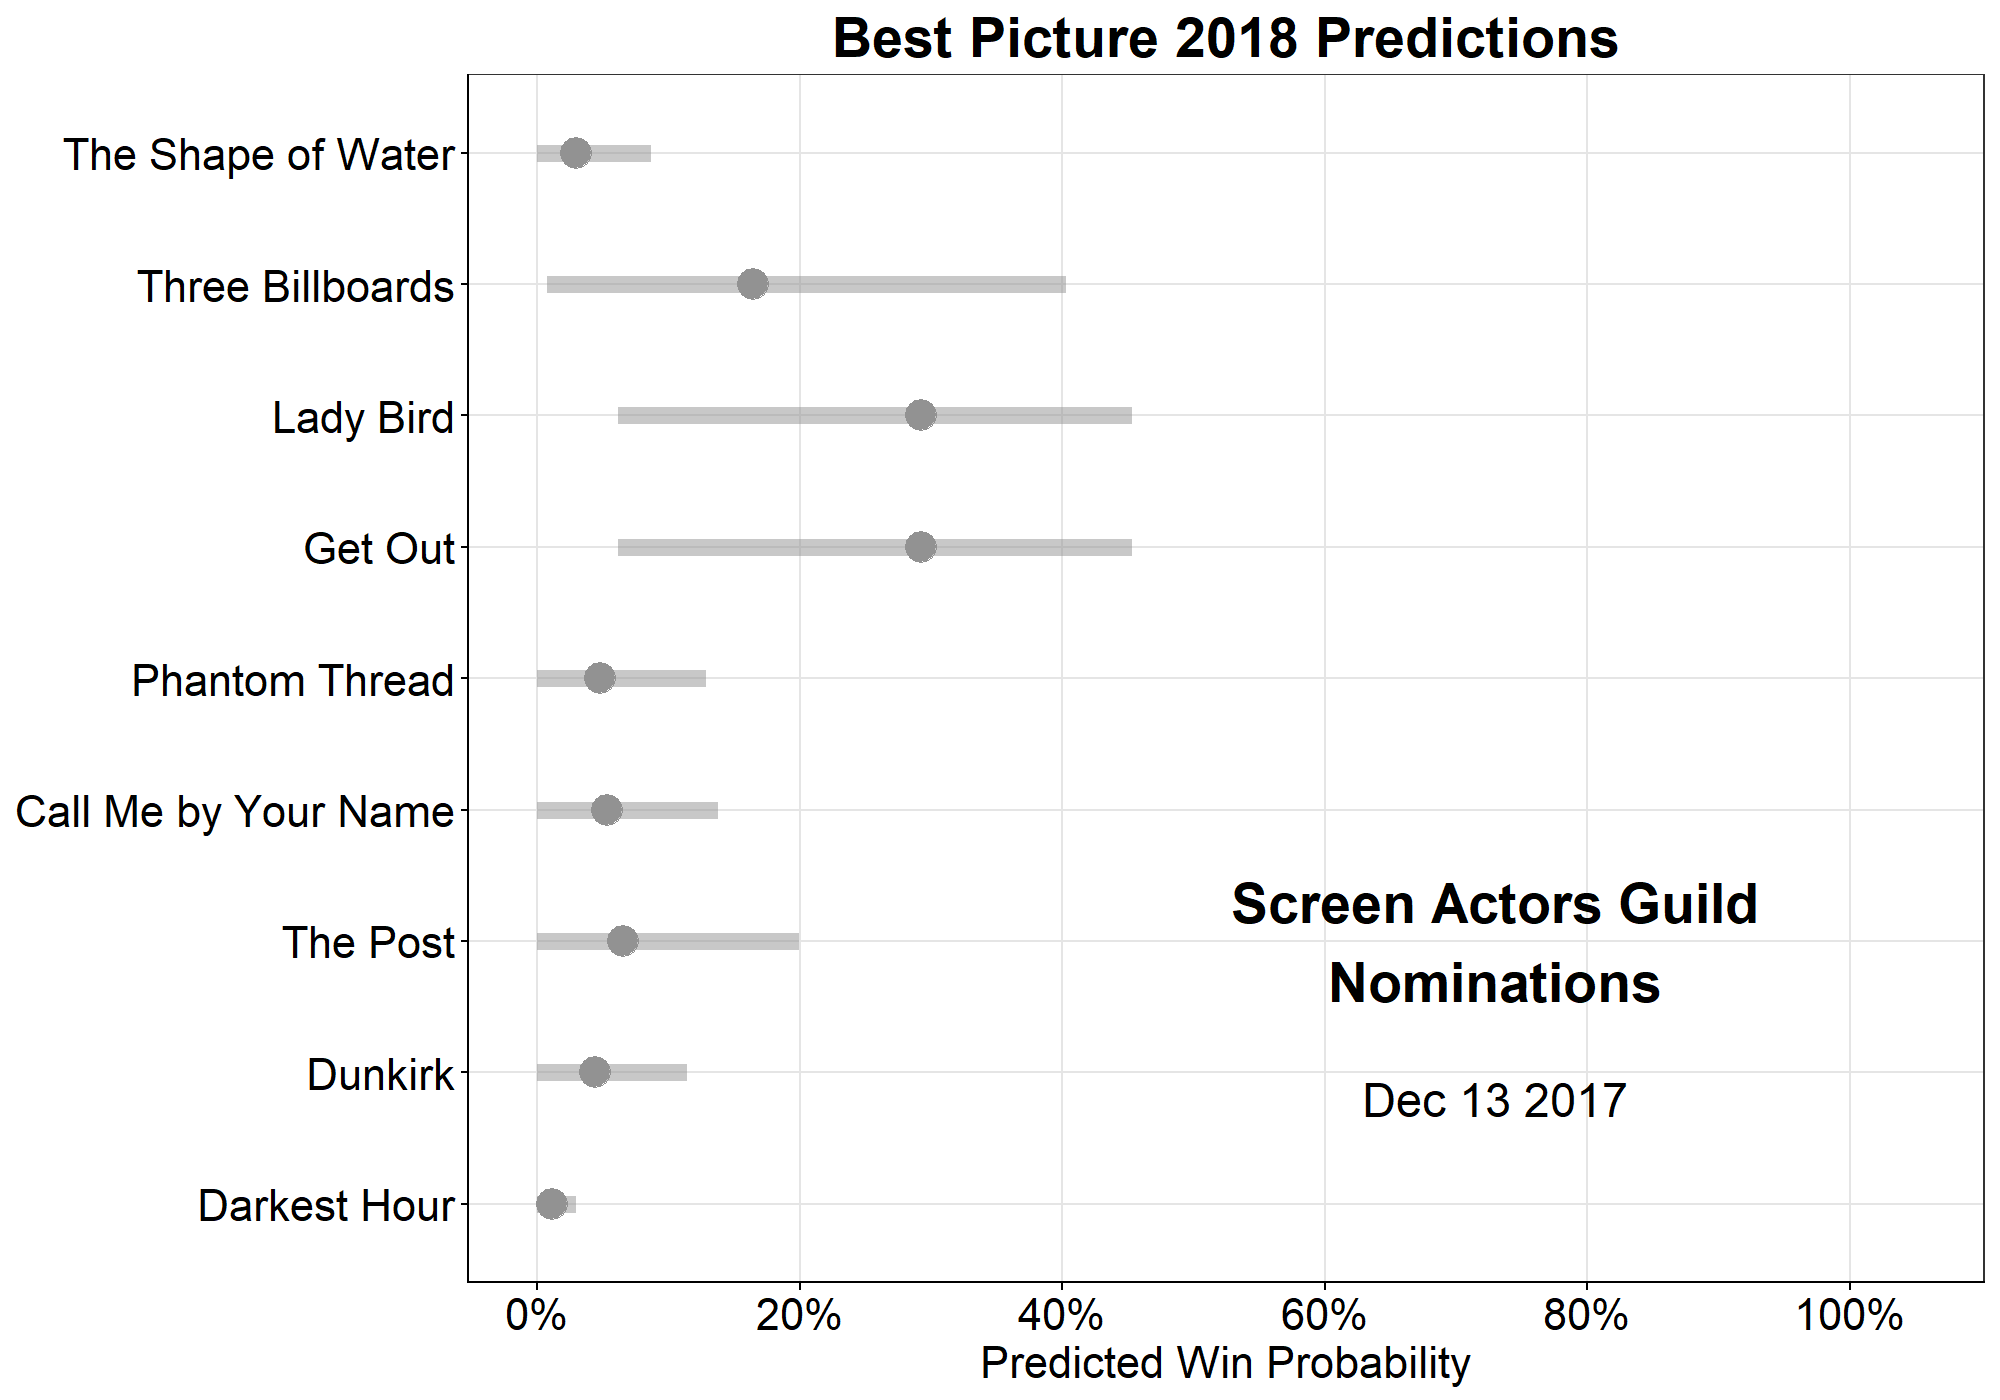 Best Picture 2018 Predictions
The Shape of Water
Three Billboards
Lady Bird
Get Out
Phantom Thread
Call Me by Your Name
The Post
Dunkirk
Darkest Hour
Screen Actors Guild
Nominations
Dec 13 2017
0% 20% 40% 60% 80% 100%
Predicted Win Probability